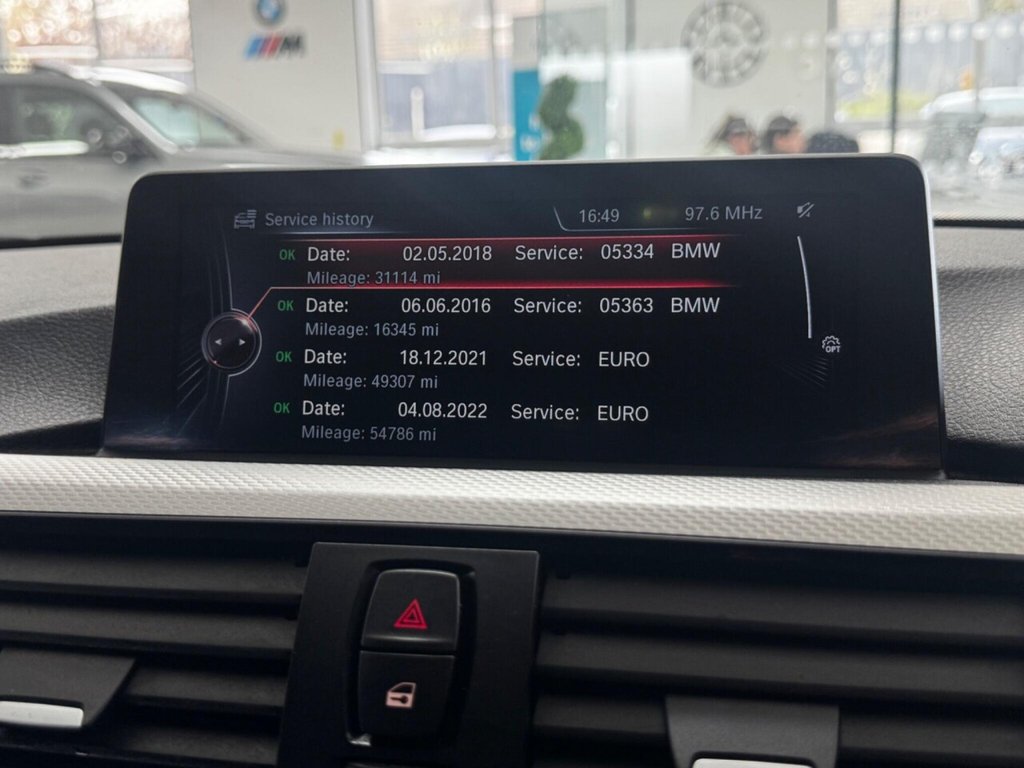 M
Service history 16:49 97.6 MHz
OK Date: 02.05.2018 Service: 05334 BMW
Mileage: 31114 mi
OK Date: 06.06.2016 Service: 05363 BMW
Mileage: 16345 mi
OK Date: 18.12.2021 Service: EURO
Mileage: 49307 mi
OPT
OK Date: 04.08.2022 Service: EURO
Mileage: 54786 mi